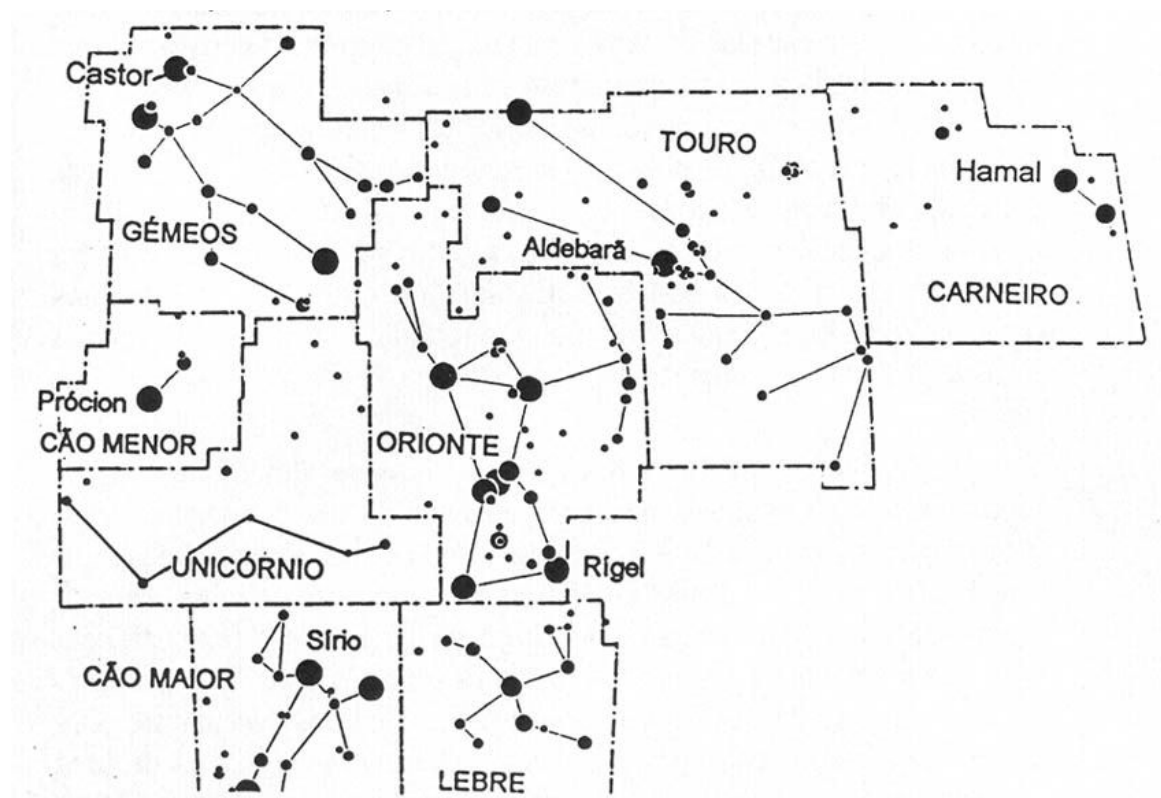 Castor
TOURO
Hamal
GÉMEOS
Aldebarã
CARNEIRO
Prócion
CÃO MENOR
ORIONTE
UNICÓRNIO
Rígel
Sírio
CÃO MAIOR
LEBRE